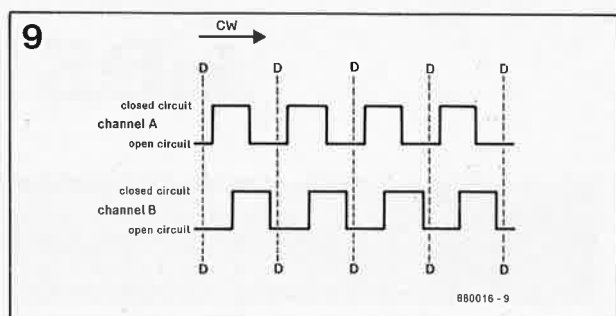 9
CW
D D D D D
closed circuit
channel A
open circuit
closed circuit
channel B
open circuit
D D D D D
880016 - 9